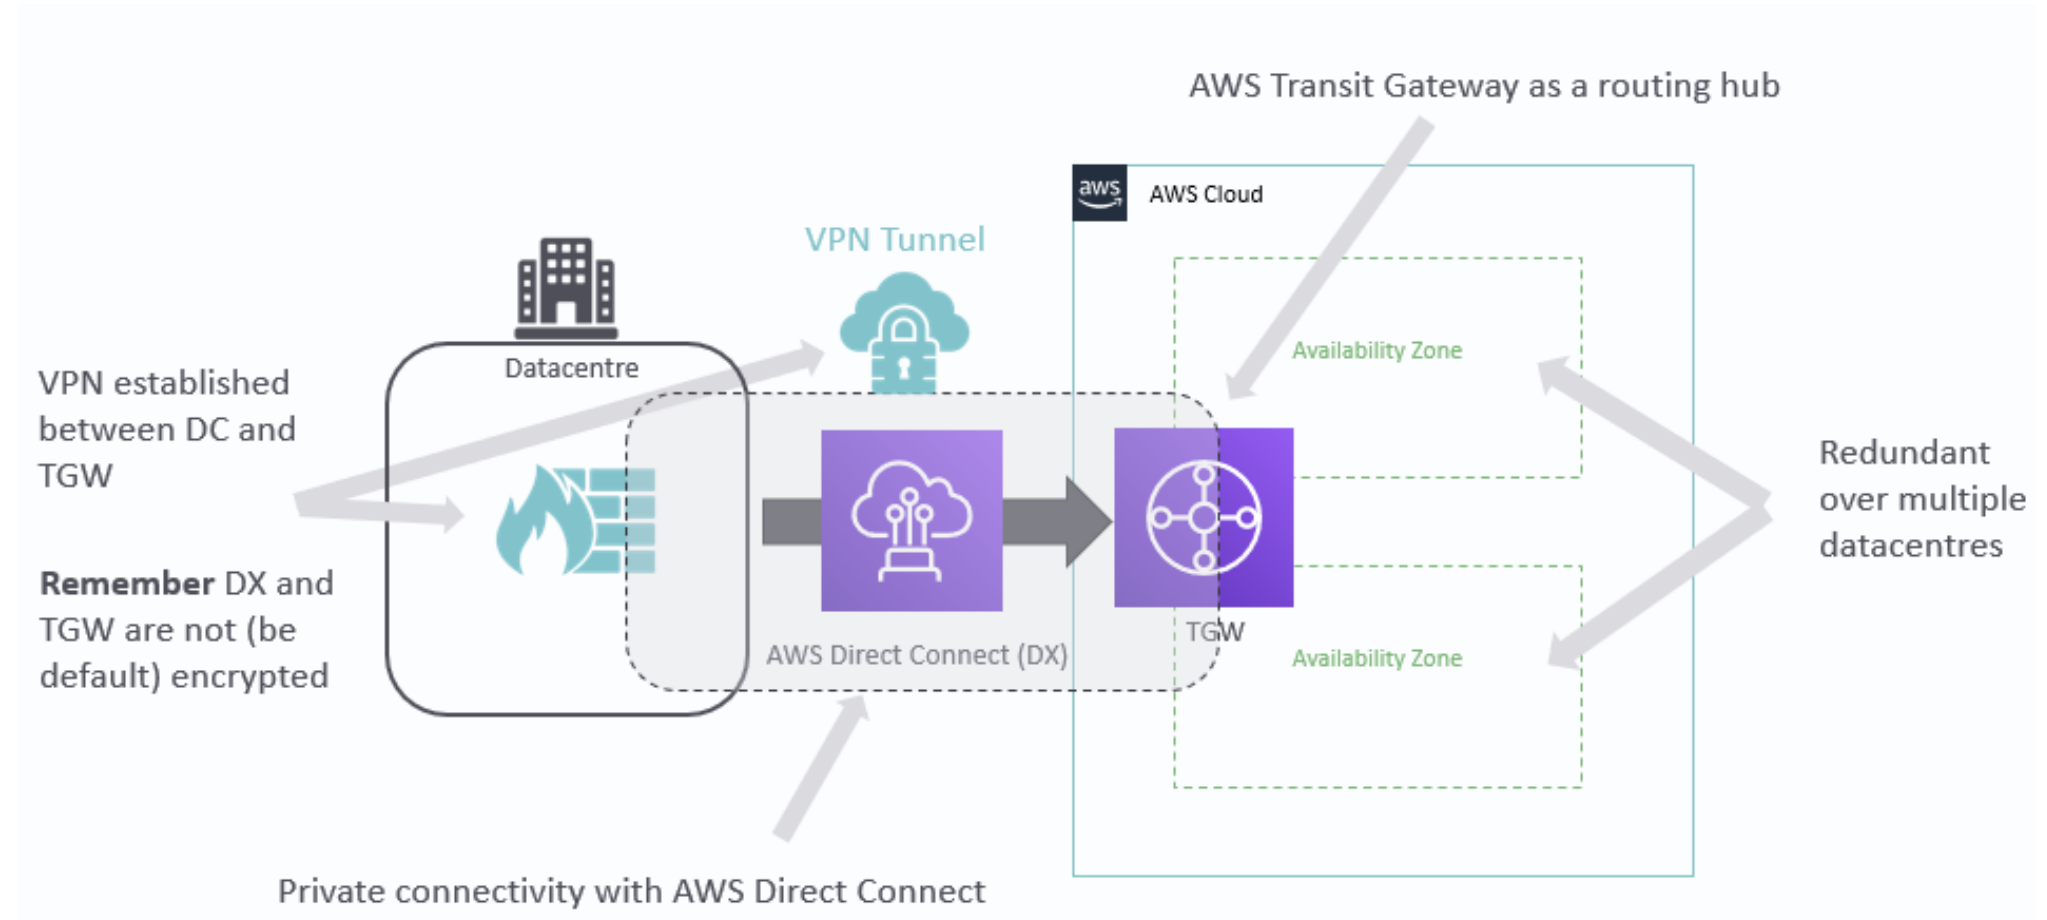 AWS Transit Gateway as a routing hub
aws
AWS Cloud
VPN Tunnel
Datacentre
Availability Zone
VPN established
between DC and
TGW
Redundant
over multiple
datacentres
Remember DX and
TGW are not (be
default) encrypted
TGW
AWS Direct Connect (DX)
Availability Zone
Private connectivity with AWS Direct Connect